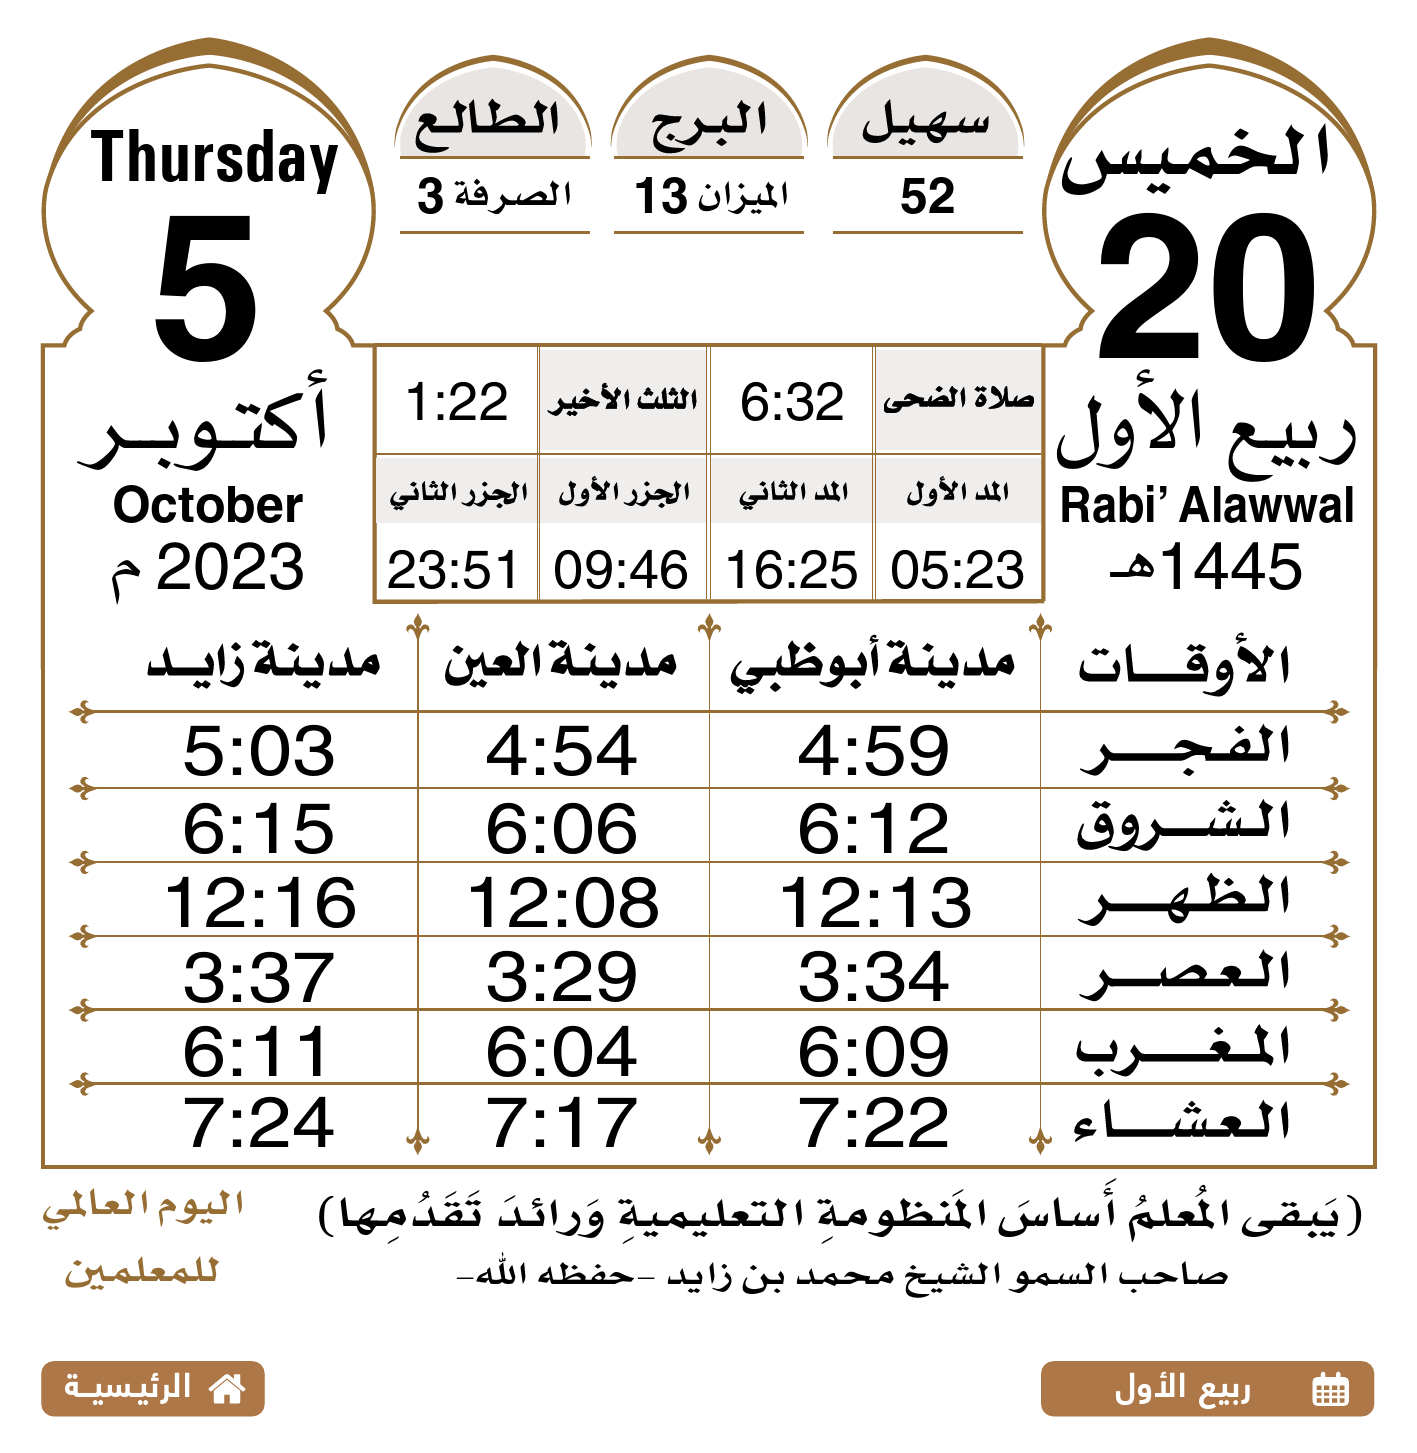 الخميس
20
ربيع الأول
Rabi’ Alawwal
1445هـ
سهيل
52
البرج
الميزان 13
الطالع
الصرفة 3
Thursday
5
أكتوبر
October
2023 م
صلاة الضحى 6:32 الثلث الأخير 1:22
المد الأول المد الثاني الجزر الأول الجزر الثاني
05:23 16:25 09:46 23:51
الأوقات مدينة أبوظبي مدينة العين مدينة زايد
الفجر 4:59 4:54 5:03
الشروق 6:12 6:06 6:15
الظهر 12:13 12:08 12:16
العصر 3:34 3:29 3:37
المغرب 6:09 6:04 6:11
العشاء 7:22 7:17 7:24
(يَبقى المُعلمُ أَساسَ المَنظومةِ التعليميةِ وَرائدَ تَقَدُمِها)
صاحب السمو الشيخ محمد بن زايد -حفظه الله-
اليوم العالمي
للمعلمين
ربيع الأول
الرئيسية